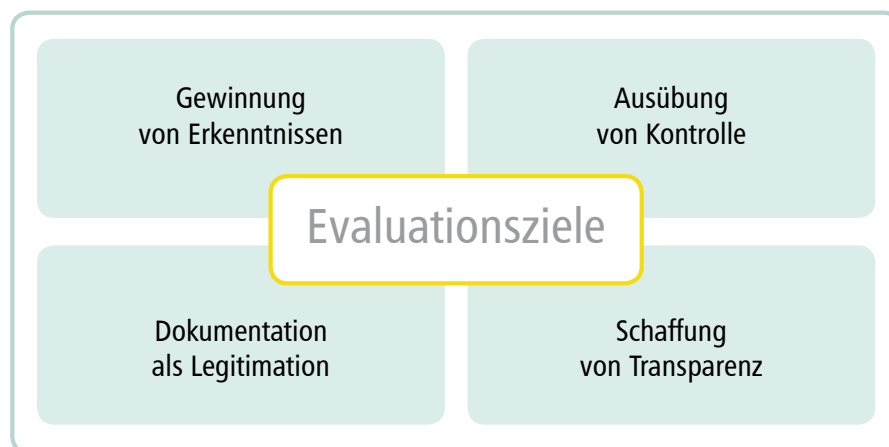 Gewinnung
von Erkenntnissen
Ausübung
von Kontrolle
Evaluationsziele
Dokumentation
als Legitimation
Schaffung
von Transparenz